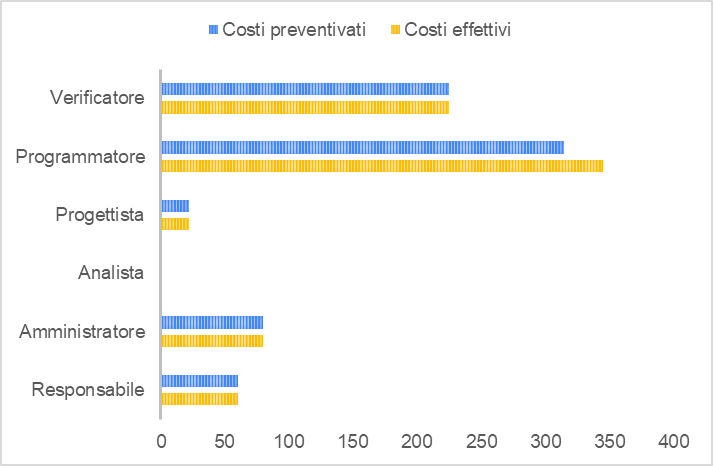 Costi preventivati Costi effettivi
Verificatore
Programmatore
Progettista
Analista
Amministratore
Responsabile
0 50 100 150 200 250 300 350 400